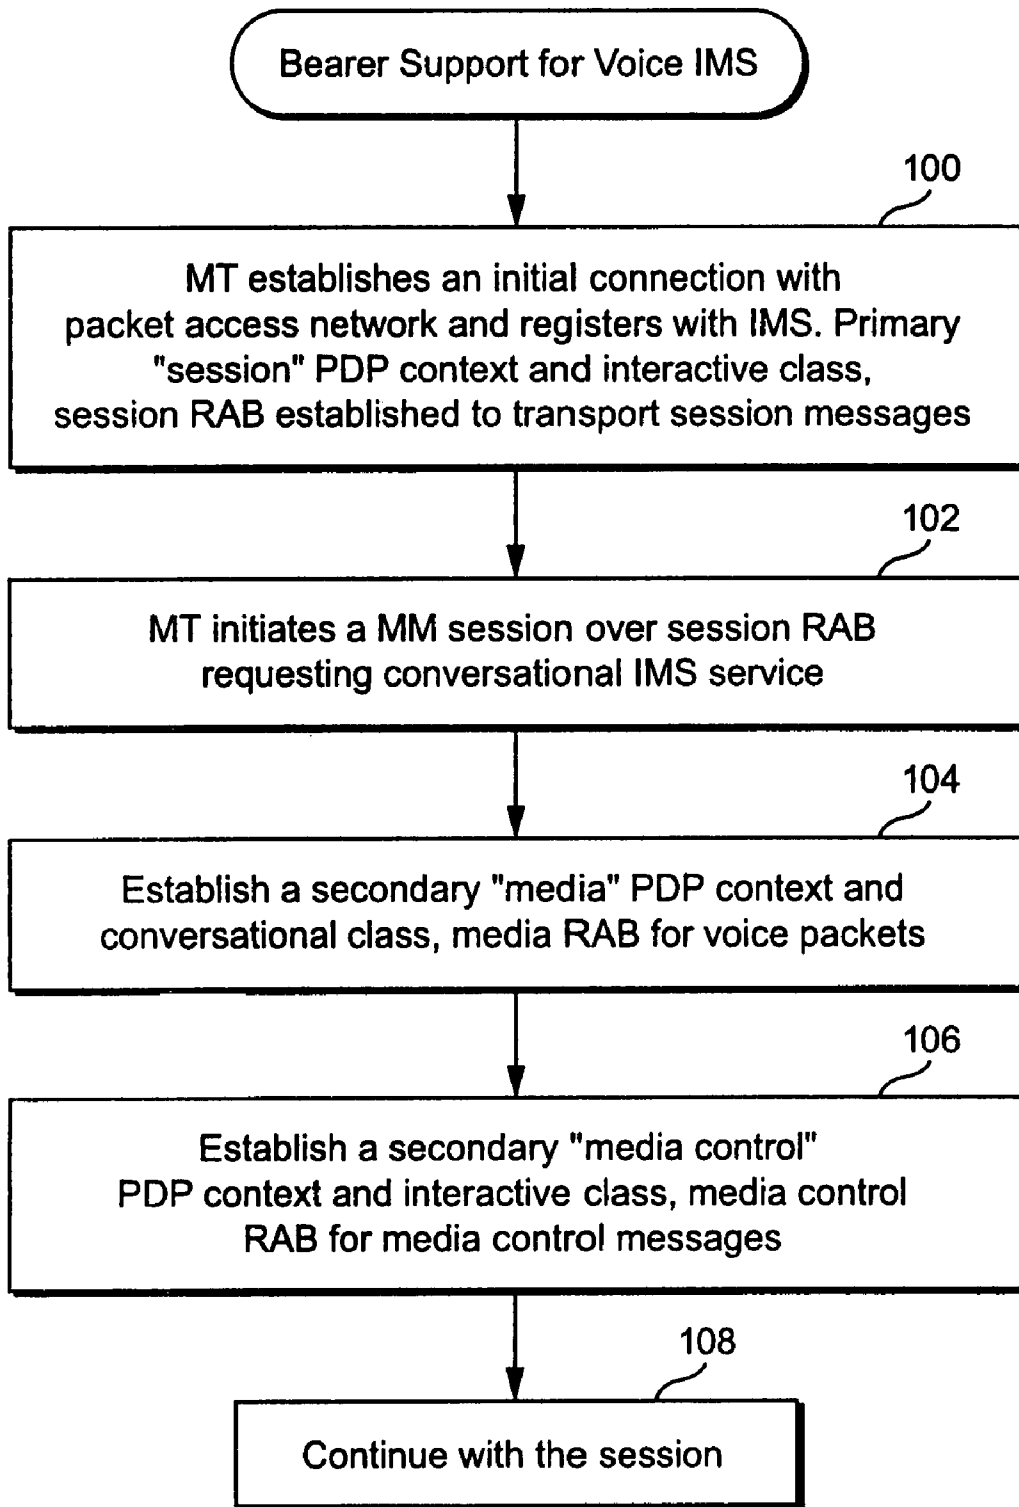 Bearer Support for Voice IMS
100
MT establishes an initial connection with
packet access network and registers with IMS. Primary
"session" PDP context and interactive class,
session RAB established to transport session messages
102
MT initiates a MM session over session RAB
requesting conversational IMS service
104
Establish a secondary "media" PDP context and
conversational class, media RAB for voice packets
106
Establish a secondary "media control"
PDP context and interactive class, media control
RAB for media control messages
108
Continue with the session